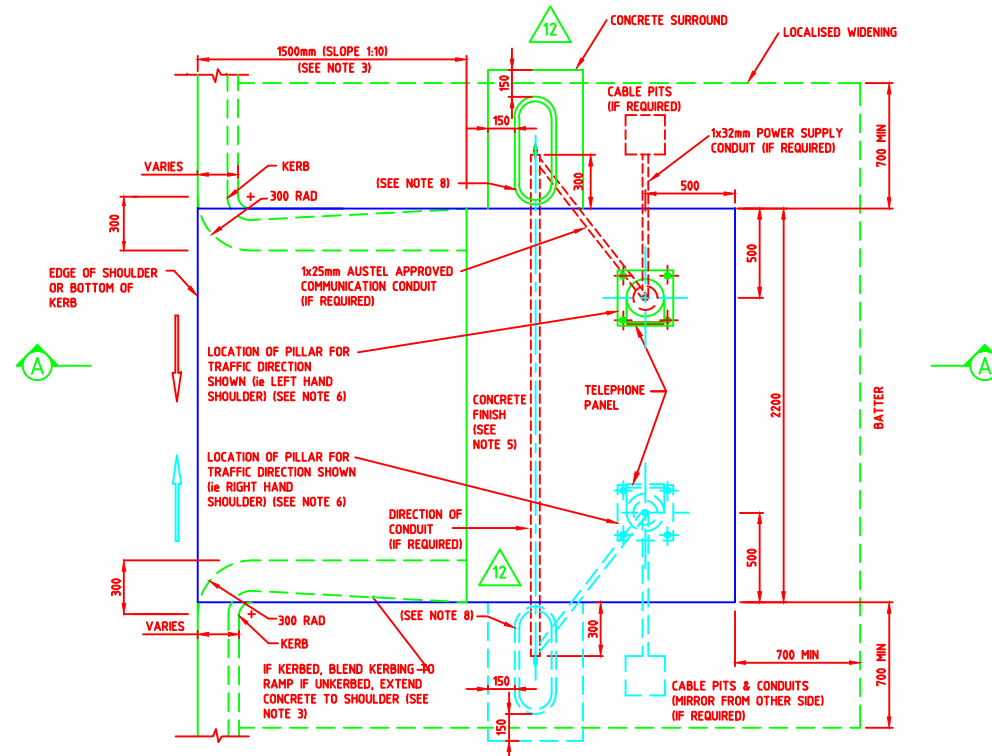 12
CONCRETE SURROUND
LOCALISED WIDENING
1500mm (SLOPE 1:10)
(SEE NOTE 3)
150
CABLE PITS
(IF REQUIRED)
150
1x32mm POWER SUPPLY
CONDUIT (IF REQUIRED)
700 MIN
VARIES
KERB
(SEE NOTE 8)
300
500
300 RAD
300
500
EDGE OF SHOULDER
OR BOTTOM OF
KERB
1x25mm AUSTEL APPROVED
COMMUNICATION CONDUIT
(IF REQUIRED)
A
A
LOCATION OF PILLAR FOR
TRAFFIC DIRECTION
SHOWN (ie LEFT HAND
SHOULDER) (SEE NOTE 6)
CONCRETE
FINISH
(SEE
NOTE 5)
TELEPHONE
PANEL
2200
BATTER
LOCATION OF PILLAR FOR
TRAFFIC DIRECTION SHOWN
(ie RIGHT HAND
SHOULDER) (SEE NOTE 6)
DIRECTION OF
CONDUIT
(IF REQUIRED)
500
12
300
300 RAD
(SEE NOTE 8)
VARIES
KERB
300
700 MIN
700 MIN
IF KERBED, BLEND KERBING TO
RAMP IF UNKERBED, EXTEND
CONCRETE TO SHOULDER (SEE
NOTE 3)
150
CABLE PITS & CONDUITS
(MIRROR FROM OTHER SIDE)
(IF REQUIRED)
150